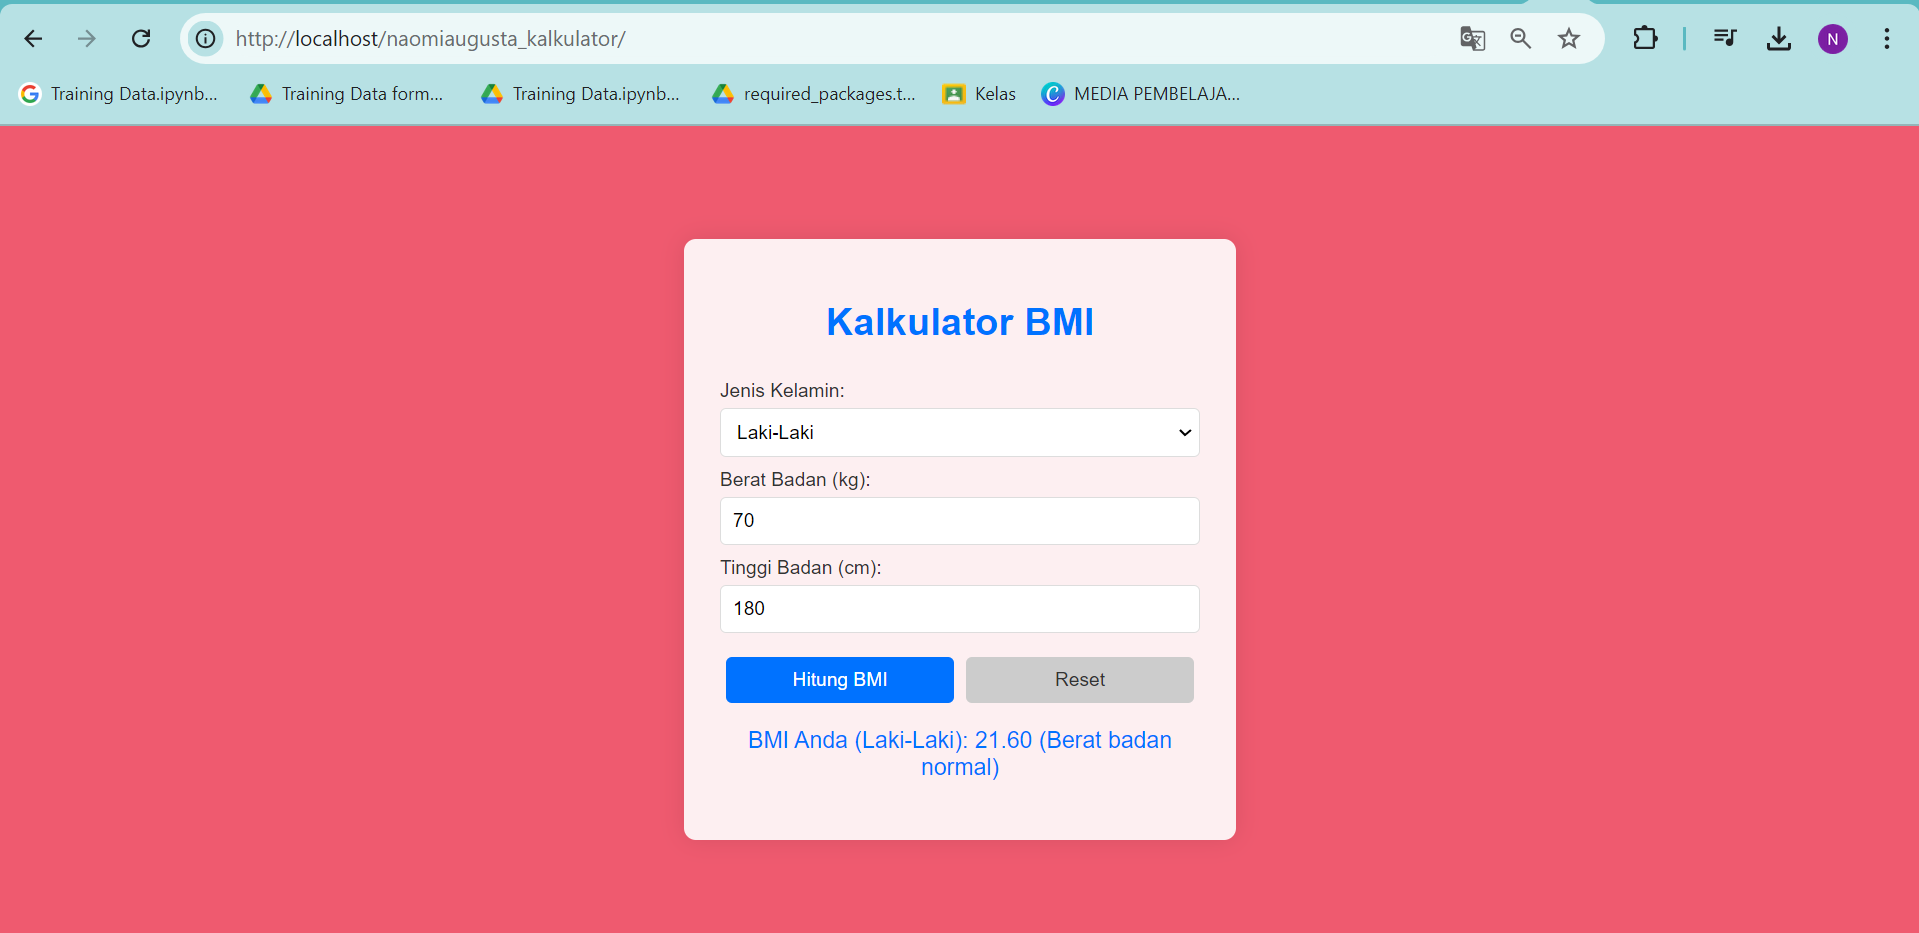 http://localhost/naomiaugusta_kalkulator/
N
Training Data.ipynb...
Training Data form...
Training Data.ipynb...
required_packages.t...
Kelas
MEDIA PEMBELAJA...
Kalkulator BMI
Jenis Kelamin:
Laki-Laki
Berat Badan (kg):
70
Tinggi Badan (cm):
180
Hitung BMI
Reset
BMI Anda (Laki-Laki): 21.60 (Berat badan
normal)